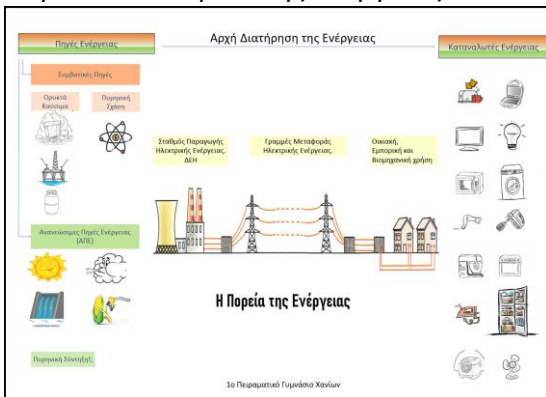 Πηγές Ενέργειας
Αρχή Διατήρηση της Ενέργειας
Καταναλωτές Ενέργειας
Συμβατικές Πηγές
Ορυκτά
Καύσιμα
Πυρηνική
Σχάση
Σταθμός Παραγωγής
Ηλεκτρικής Ενέργειας.
ΔΕΗ
Γραμμές Μεταφοράς
Ηλεκτρικής Ενέργειας.
Οικιακή,
Εμπορική και
Βιομηχανική χρήση
Ανανεώσιμες Πηγές Ενέργειας
(ΑΠΕ)
Η Πορεία της Ενέργειας
Πυρηνική Σύντηξη!;
1ο Πειραματικό Γυμνάσιο Χανίων